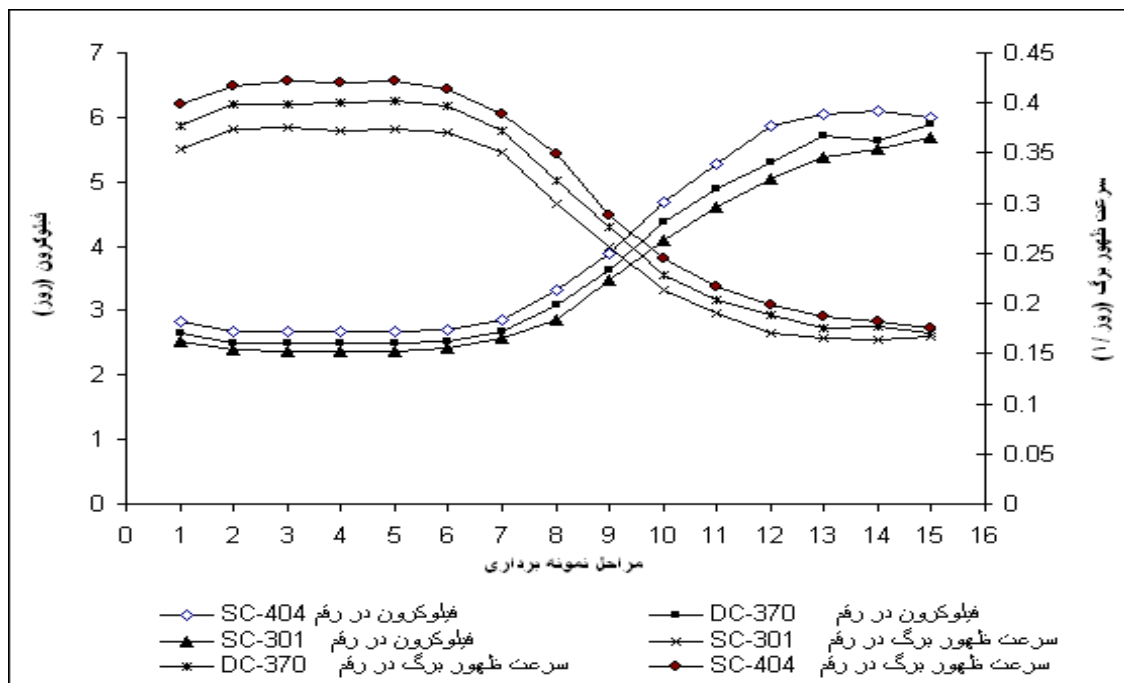 7
6
5
4
3
2
1
0
0.45
0.4
0.35
0.3
0.25
0.2
0.15
0.1
0.05
0
فیلوکرون (روز)
سرعت ظهور برگ (روز /۱)
0 1 2 3 4 5 6 7 8 9 10 11 12 13 14 15 16
مراحل نمونه برداری
فیلوکرون در رقم SC-404
فیلوکرون در رقم DC-370
فیلوکرون در رقم SC-301
سرعت ظهور برگ در رقم SC-301
سرعت ظهور برگ در رقم DC-370
سرعت ظهور برگ در رقم SC-404